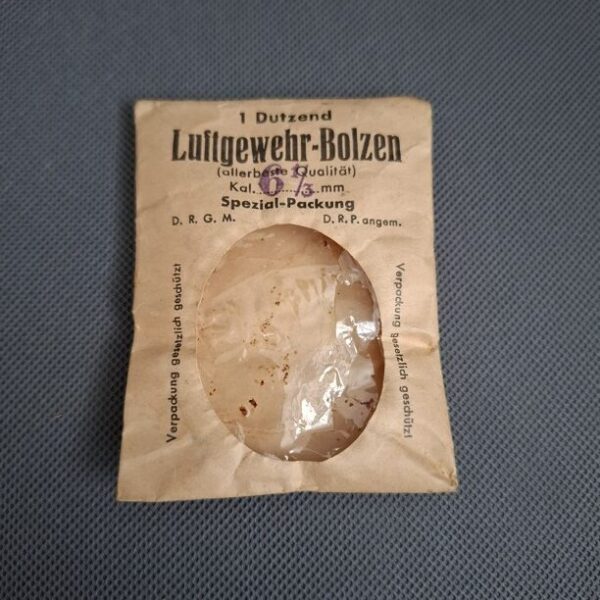 1 Dutzend
Luftgewehr-Bolzen
(allerbeste Qualität)
Kal. 6⅓ mm
Spezial-Packung
D. R. G. M. D. R. P. angem.
Verpackung gesetzlich geschützt
Verpackung gesetzlich geschützt